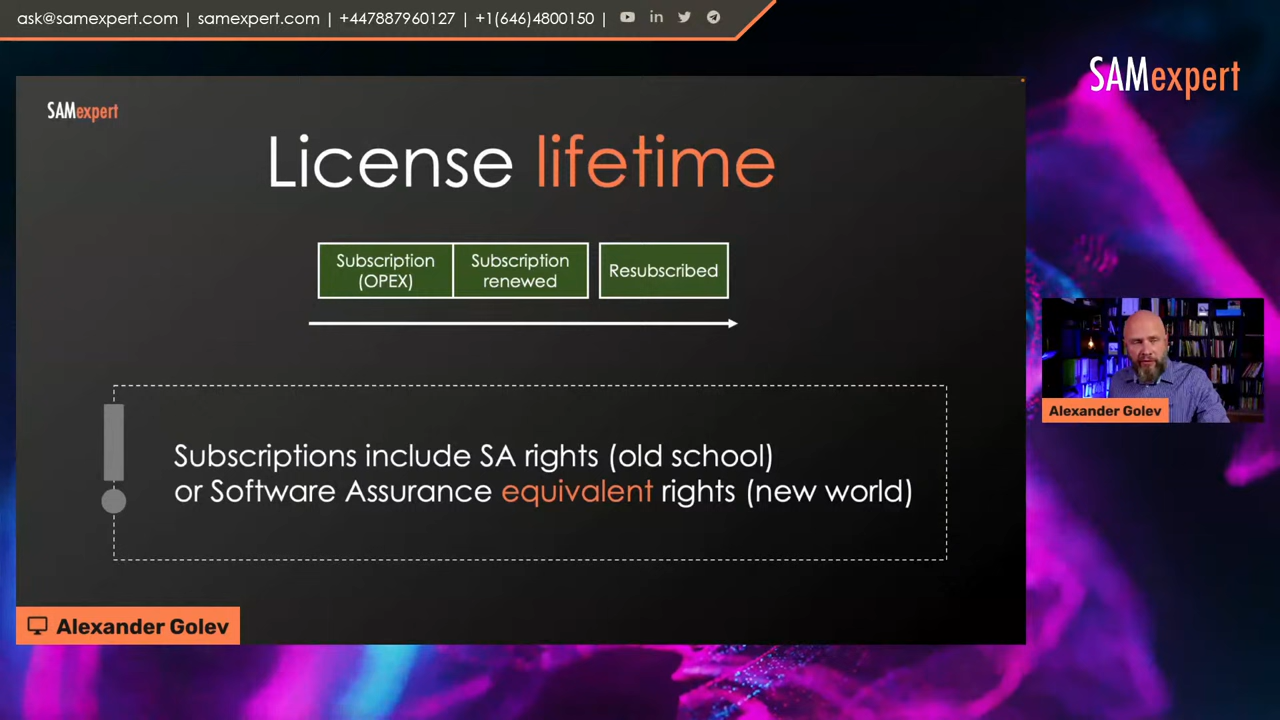 ask@samexpert.com | samexpert.com | +447887960127 | +1(646)4800150 |
SAMexpert
SAMexpert
License lifetime
Subscription
(OPEX)
Subscription
renewed
Resubscribed
Subscriptions include SA rights (old school)
or Software Assurance equivalent rights (new world)
Alexander Golev
Alexander Golev